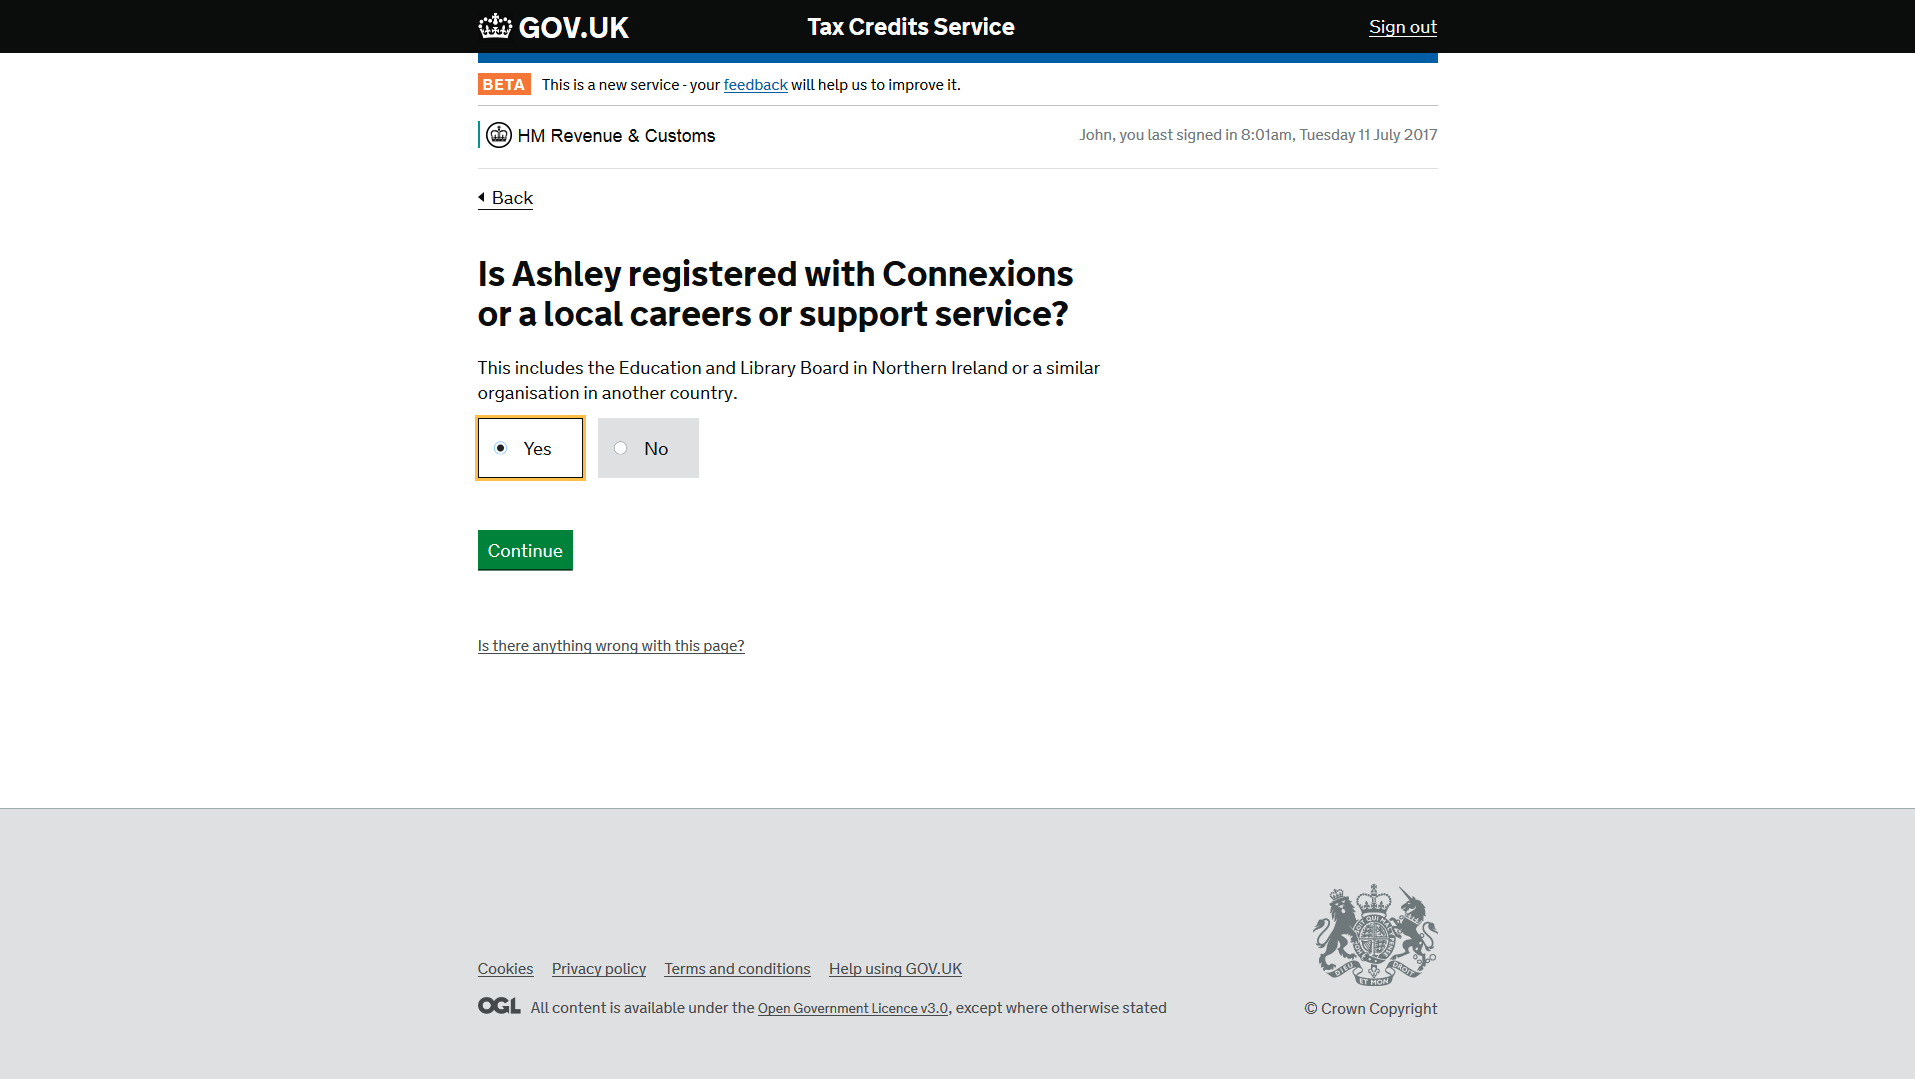 GOV.UK
Tax Credits Service
Sign out
BETA This is a new service - your feedback will help us to improve it.
HM Revenue & Customs
John, you last signed in 8:01am, Tuesday 11 July 2017
Back
Is Ashley registered with Connexions
or a local careers or support service?
This includes the Education and Library Board in Northern Ireland or a similar
organisation in another country.
Yes
No
Continue
Is there anything wrong with this page?
Cookies Privacy policy Terms and conditions Help using GOV.UK
OGL All content is available under the Open Government Licence v3.0, except where otherwise stated
DIEU ET MON DROIT
© Crown Copyright